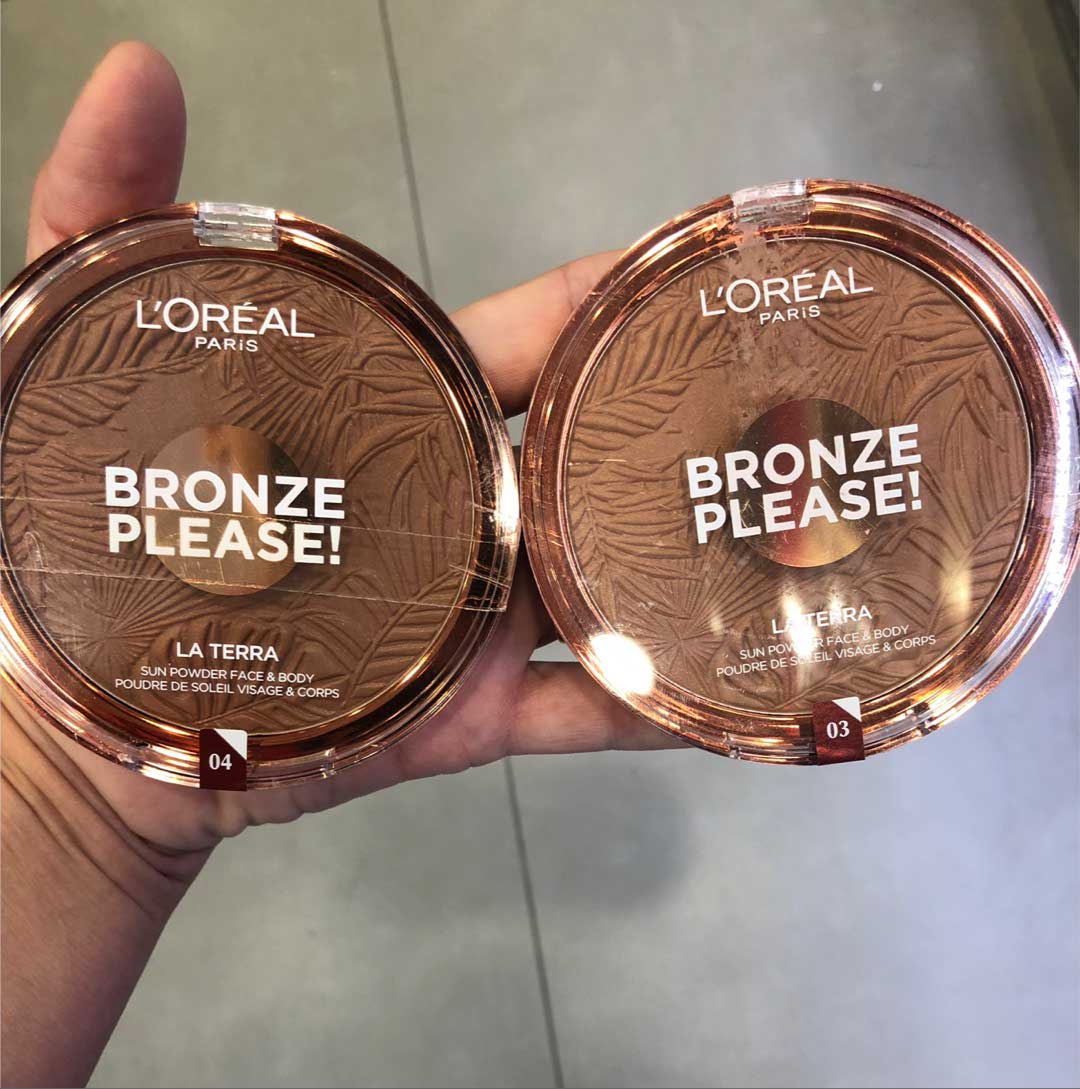 L'ORÉAL
PARiS
BRONZE
PLEASE!
LA TERRA
SUN POWDER FACE & BODY
POUDRE DE SOLEIL VISAGE & CORPS
04
L'ORÉAL
PARiS
BRONZE
PLEASE!
LA TERRA
SUN POWDER FACE & BODY
POUDRE DE SOLEIL VISAGE & CORPS
03